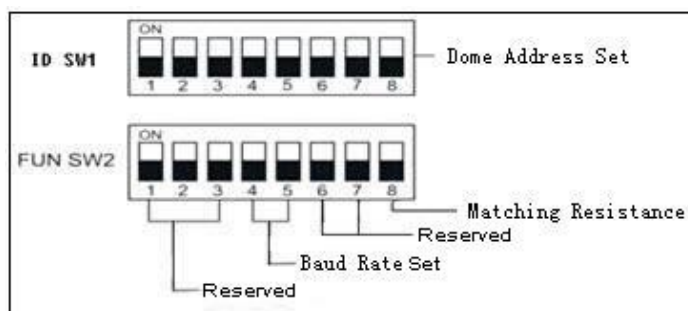 ON
ID SW1
1 2 3 4 5 6 7 8
Dome Address Set
ON
FUN SW2
1 2 3 4 5 6 7 8
Matching Resistance
Reserved
Baud Rate Set
Reserved